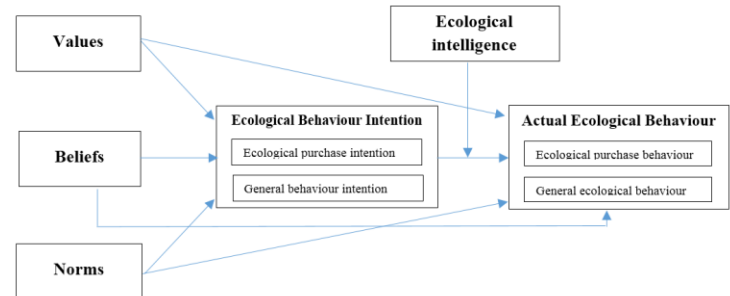 Values
Ecological
intelligence
Ecological Behaviour Intention
Ecological purchase intention
General behaviour intention
Actual Ecological Behaviour
Ecological purchase behaviour
General ecological behaviour
Beliefs
Norms